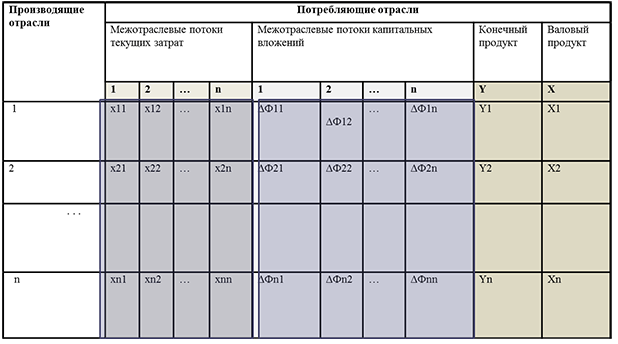 Производящие отрасли Потребляющие отрасли
Межотраслевые потоки текущих затрат Межотраслевые потоки капитальных вложений Конечный продукт Валовый продукт
1 2 … n 1 2 … n Y X
1 x11 x12 … x1n ΔФ11 ΔФ12 … ΔФ1n Y1 X1
2 x21 x22 … x2n ΔФ21 ΔФ22 … ΔФ2n Y2 X2
. . .
n xn1 xn2 … xnn ΔФn1 ΔФn2 … ΔФnn Yn Xn